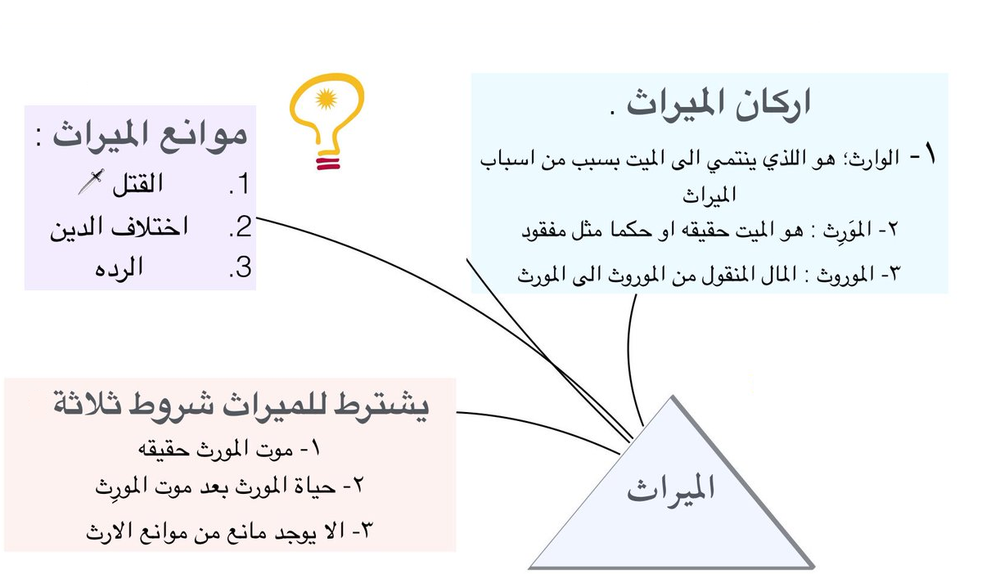 اركان الميراث .
١- الوارث؛ هو اللذي ينتمي الى الميت بسبب من اسباب
الميراث
٢- المورَِث : هو الميت حقيقه او حكما مثل مفقود
٣- الموروث : المال المنقول من الموروث الى المورث
موانع الميراث :
1. القتل 🗡
2. اختلاف الدين
3. الرده
يشترط للميراث شروط ثلاثة
١- موت المورث حقيقه
٢- حياة المورث بعد موت المورِث
٣- الا يوجد مانع من موانع الارث
الميراث